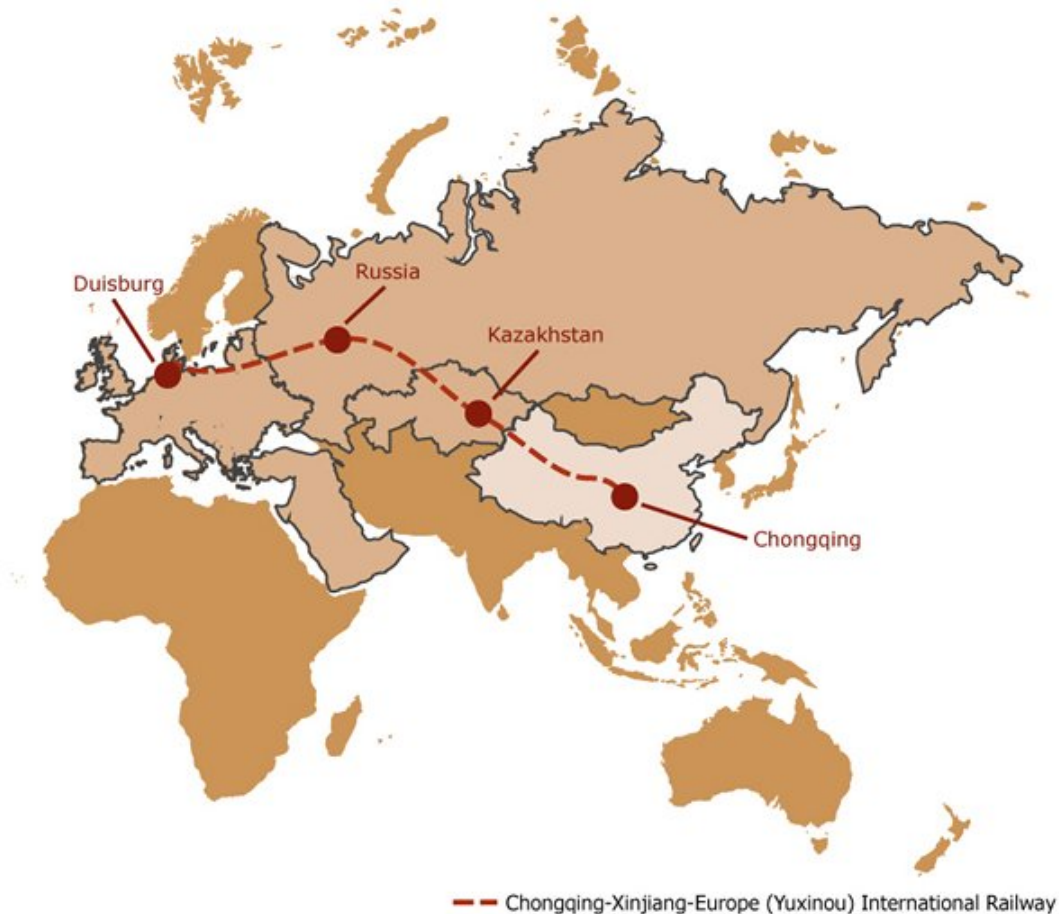 Duisburg
Russia
Kazakhstan
Chongqing
Chongqing-Xinjiang-Europe (Yuxinou) International Railway